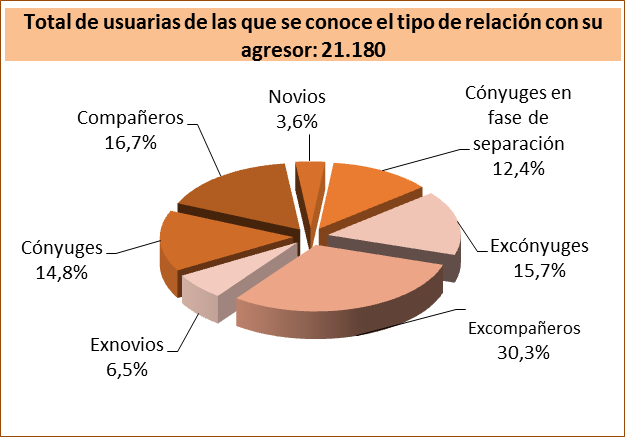 Total de usuarias de las que se conoce el tipo de relación con su
agresor: 21.180
Novios
3,6%
Cónyuges en
fase de
separación
12,4%
Compañeros
16,7%
Excónyuges
15,7%
Cónyuges
14,8%
Exnovios
6,5%
Excompañeros
30,3%